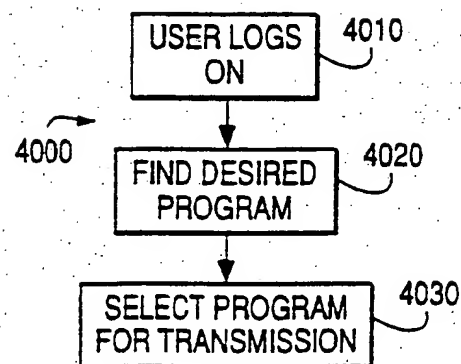 USER LOGS
ON
4010
4000
FIND DESIRED
PROGRAM
4020
SELECT PROGRAM
FOR TRANSMISSION
4030